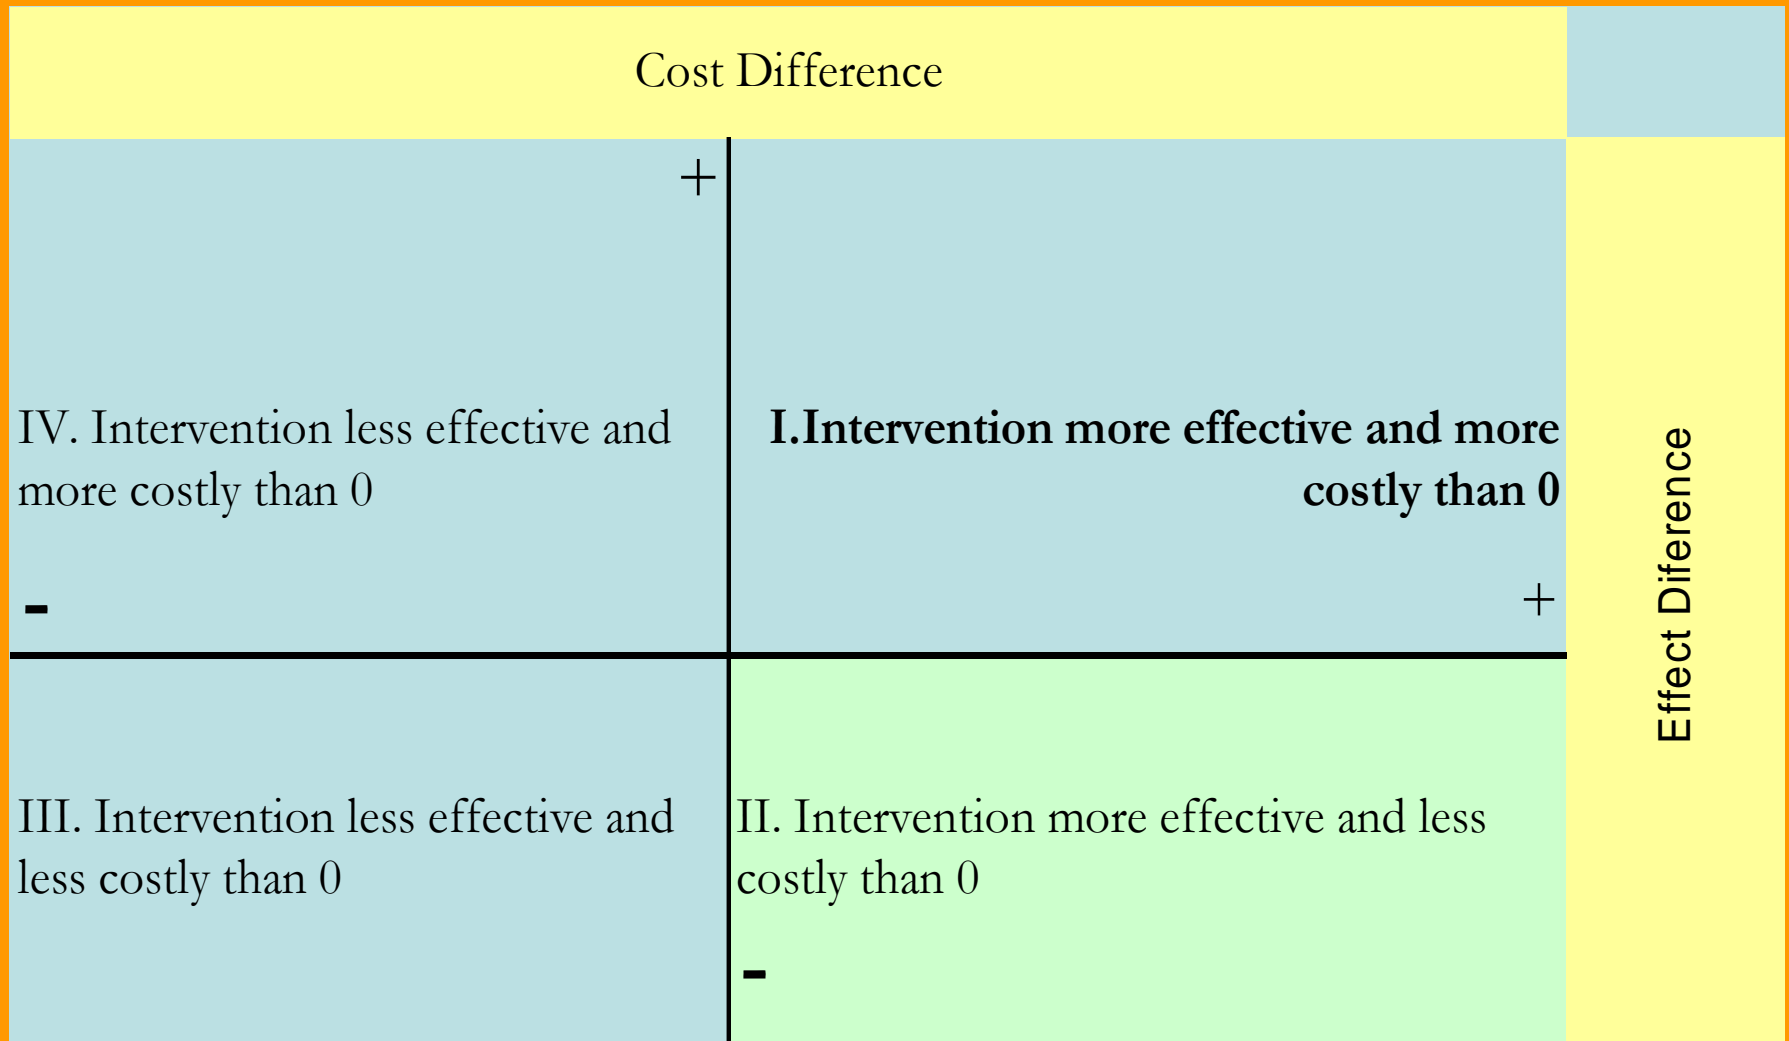 Cost Difference
+
IV. Intervention less effective and
more costly than 0
-
I.Intervention more effective and more
costly than 0
+
Effect Diference
III. Intervention less effective and
less costly than 0
II. Intervention more effective and less
costly than 0
-